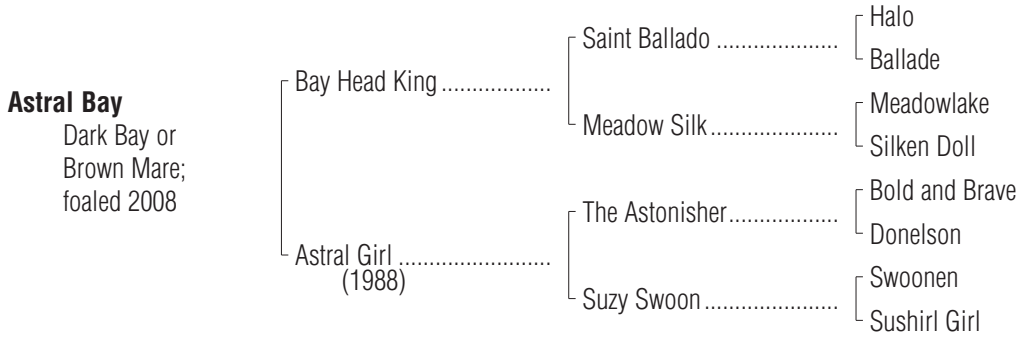 Astral Bay
Dark Bay or
Brown Mare;
foaled 2008
Bay Head King ..................
Astral Girl .........................
(1988)
Saint Ballado ....................
Meadow Silk .....................
The Astonisher ..................
Suzy Swoon ......................
Halo
Ballade
Meadowlake
Silken Doll
Bold and Brave
Donelson
Swoonen
Sushirl Girl